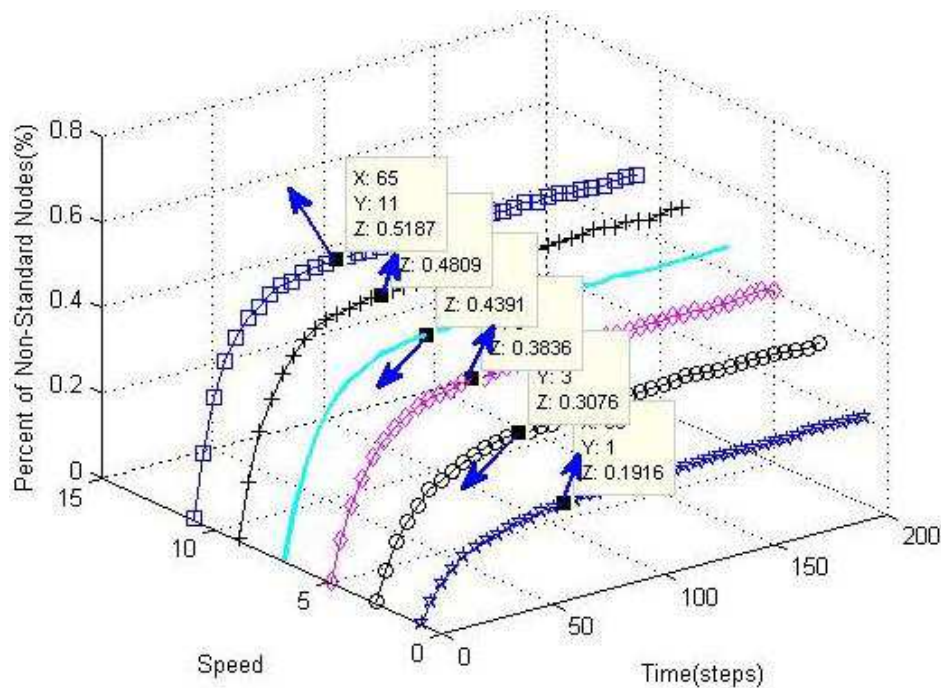 Percent of Non-Standard Nodes(%)
0.8
0.6
0.4
0.2
0
15
10
5
0
Speed
0
50
100
150
200
Time(steps)
X: 65
Y: 11
Z: 0.5187
Z: 0.4809
Z: 0.4391
Z: 0.3836
Y: 3
Z: 0.3076
Y: 1
Z: 0.1916